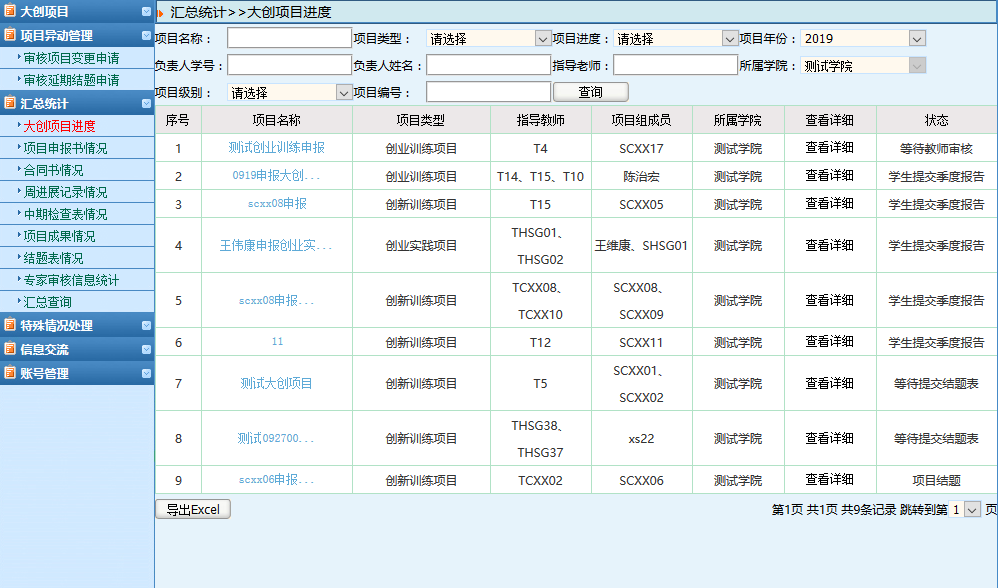 大创项目
项目异动管理
审核项目变更申请
审核延期结题申请
汇总统计
大创项目进度
项目申报书情况
合同书情况
周进展记录情况
中期检查表情况
项目成果情况
结题表情况
专家审核信息统计
汇总查询
特殊情况处理
信息交流
账号管理
汇总统计>>大创项目进度
项目名称： 项目类型： 请选择 项目进度： 请选择 项目年份： 2019
负责人学号： 负责人姓名： 指导老师： 所属学院： 测试学院
项目级别： 请选择 项目编号： 查询
序号 项目名称 项目类型 指导教师 项目组成员 所属学院 查看详细 状态
1 测试创业训练申报 创业训练项目 T4 SCXX17 测试学院 查看详细 等待教师审核
2 0919申报大创... 创业训练项目 T14、T15、T10 陈治宏 测试学院 查看详细 学生提交季度报告
3 scxx08申报 创新训练项目 T15 SCXX05 测试学院 查看详细 学生提交季度报告
4 王伟康申报创业实... 创业实践项目 THSG01、 王维康、SHSG01 测试学院 查看详细 学生提交季度报告
THSG02
5 scxx08申报... 创新训练项目 TCXX08、 SCXX08、 测试学院 查看详细 学生提交季度报告
TCXX10 SCXX09
6 11 创新训练项目 T12 SCXX11 测试学院 查看详细 学生提交季度报告
7 测试大创项目 创新训练项目 T5 SCXX01、 测试学院 查看详细 等待提交结题表
SCXX02
8 测试092700... 创新训练项目 THSG38、 xs22 测试学院 查看详细 等待提交结题表
THSG37
9 scxx06申报... 创新训练项目 TCXX02 SCXX06 测试学院 查看详细 项目结题
导出Excel 第1页 共1页 共9条记录 跳转到第 1 页